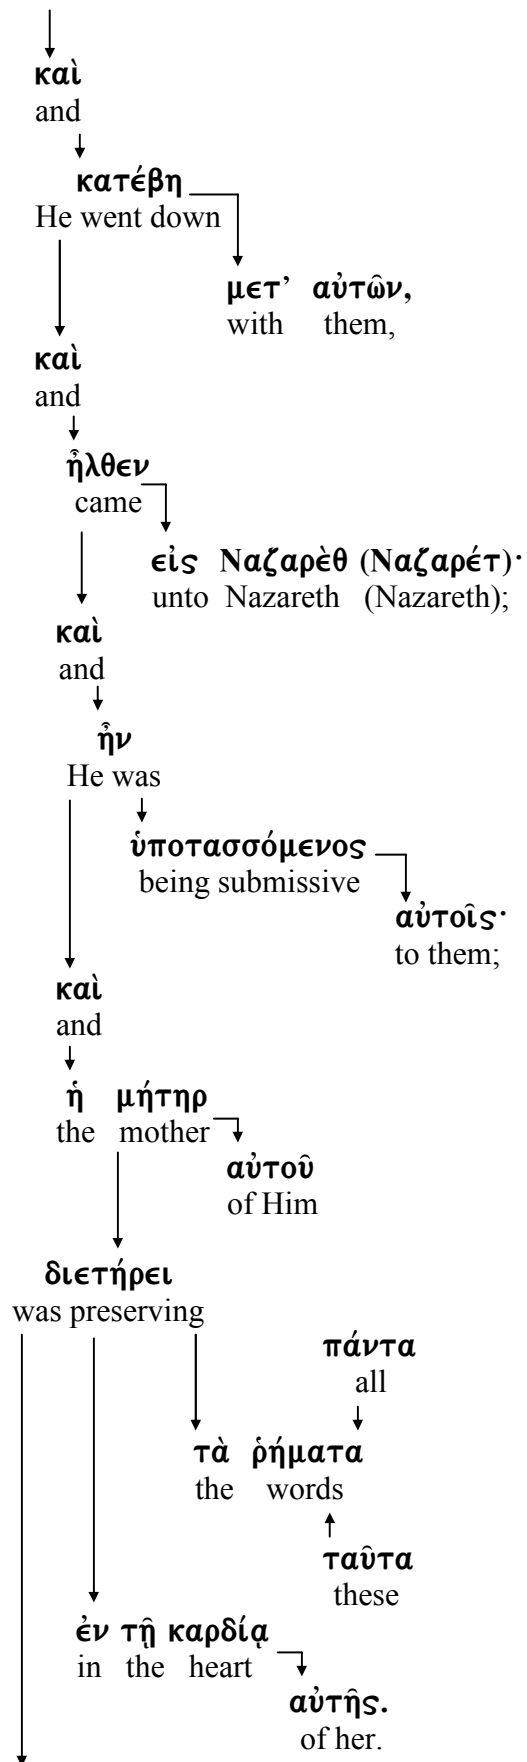 καὶ
and
κατέβη
He went down
μετ’ αὐτῶν,
with them,
καὶ
and
ἦλθεν
came
εἰς Ναζαρὲθ (Ναζαρέτ)·
unto Nazareth (Nazareth);
καὶ
and
ἦν
He was
ὑποτασσόμενος
being submissive
αὐτοῖς·
to them;
καὶ
and
ἡ μήτηρ
the mother
αὐτοῦ
of Him
διετήρει
was preserving
πάντα
all
τὰ ῥήματα
the words
ταῦτα
these
ἐν τῇ καρδίᾳ
in the heart
αὐτῆς.
of her.